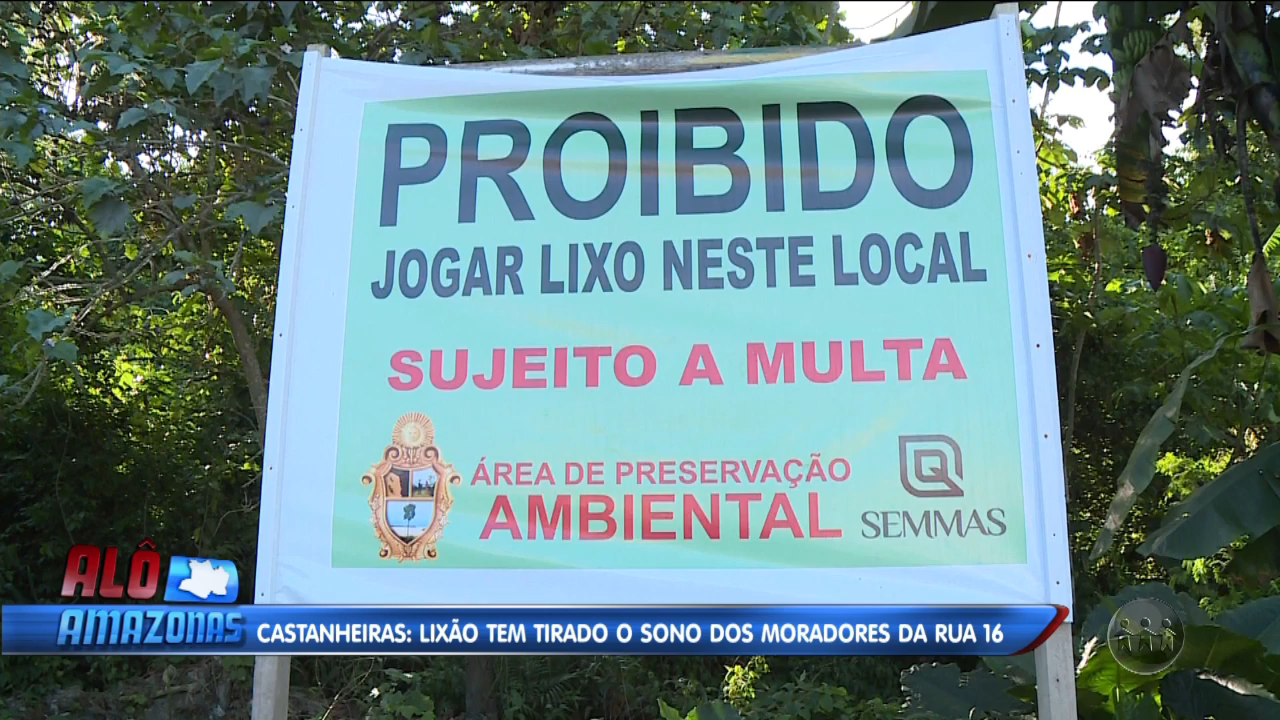 PROIBIDO
JOGAR LIXO NESTE LOCAL
SUJEITO A MULTA
ÁREA DE PRESERVAÇÃO
AMBIENTAL
SEMMAS
ALÔ
AMAZONAS
CASTANHEIRAS: LIXÃO TEM TIRADO O SONO DOS MORADORES DA RUA 16